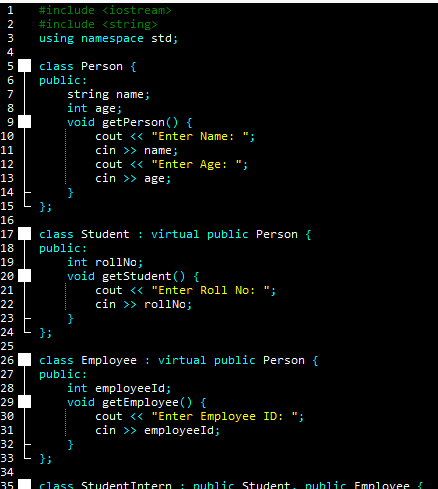 1 #include <iostream>
2 #include <string>
3 using namespace std;
4
5 class Person {
6 public:
7 string name;
8 int age;
9 void getPerson() {
10 cout << "Enter Name: ";
11 cin >> name;
12 cout << "Enter Age: ";
13 cin >> age;
14 }
15 };
16
17 class Student : virtual public Person {
18 public:
19 int rollNo;
20 void getStudent() {
21 cout << "Enter Roll No: ";
22 cin >> rollNo;
23 }
24 };
25
26 class Employee : virtual public Person {
27 public:
28 int employeeId;
29 void getEmployee() {
30 cout << "Enter Employee ID: ";
31 cin >> employeeId;
32 }
33 };
34
35 class StudentIntern : public Student, public Employee {